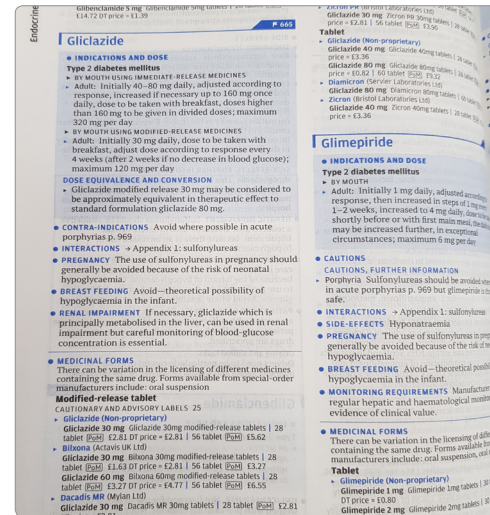 Endocrine
Glibenclamide 5 mg Glibenclamide 5mg tablets | 28
£14.72 DT price = £1.39
F 665
Gliclazide
● INDICATIONS AND DOSE
Type 2 diabetes mellitus
▶ BY MOUTH USING IMMEDIATE-RELEASE MEDICINES
▶ Adult: Initially 40–80 mg daily, adjusted according to
response, increased if necessary up to 160 mg once
daily, dose to be taken with breakfast, doses higher
than 160 mg to be given in divided doses; maximum
320 mg per day
▶ BY MOUTH USING MODIFIED-RELEASE MEDICINES
▶ Adult: Initially 30 mg daily, dose to be taken with
breakfast, adjust dose according to response every
4 weeks (after 2 weeks if no decrease in blood glucose);
maximum 120 mg per day
DOSE EQUIVALENCE AND CONVERSION
▶ Gliclazide modified release 30 mg may be considered to
be approximately equivalent in therapeutic effect to
standard formulation gliclazide 80 mg.
● CONTRA-INDICATIONS Avoid where possible in acute
porphyrias p. 969
● INTERACTIONS → Appendix 1: sulfonylureas
● PREGNANCY The use of sulfonylureas in pregnancy should
generally be avoided because of the risk of neonatal
hypoglycaemia.
● BREAST FEEDING Avoid—theoretical possibility of
hypoglycaemia in the infant.
● RENAL IMPAIRMENT If necessary, gliclazide which is
principally metabolised in the liver, can be used in renal
impairment but careful monitoring of blood-glucose
concentration is essential.
● MEDICINAL FORMS
There can be variation in the licensing of different medicines
containing the same drug. Forms available from special-order
manufacturers include: oral suspension
Modified-release tablet
CAUTIONARY AND ADVISORY LABELS 25
▶ Gliclazide (Non-proprietary)
Gliclazide 30 mg Gliclazide 30mg modified-release tablets | 28
tablet PoM £2.81 DT price = £2.81 | 56 tablet PoM £5.62
▶ Bilxona (Actavis UK Ltd)
Gliclazide 30 mg Bilxona 30mg modified-release tablets | 28
tablet PoM £1.63 DT price = £2.81 | 56 tablet PoM £3.27
Gliclazide 60 mg Bilxona 60mg modified-release tablets | 28
tablet PoM £3.27 DT price = £4.77 | 56 tablet PoM £6.55
▶ Dacadis MR (Mylan Ltd)
Gliclazide 30 mg Dacadis MR 30mg tablets | 28 tablet PoM £2.81
Zicron PR (Bristol Laboratories Ltd)
Gliclazide 30 mg Zicron PR 30mg tablets | 28
price = £2.81 | 56 tablet PoM £3.90
Tablet
▶ Gliclazide (Non-proprietary)
Gliclazide 40 mg Gliclazide 40mg tablets | 28
price = £3.36
Gliclazide 80 mg Gliclazide 80mg tablets | 28
price = £0.82 | 60 tablet PoM £9.32
▶ Diamicron (Servier Laboratories Ltd)
Gliclazide 80 mg Diamicron 80mg tablets |
▶ Zicron (Bristol Laboratories Ltd)
Gliclazide 40 mg Zicron 40mg tablets | 28
price = £3.36
Glimepiride
● INDICATIONS AND DOSE
Type 2 diabetes mellitus
▶ BY MOUTH
▶ Adult: Initially 1 mg daily, adjusted according
response, then increased in steps of 1 mg every
1–2 weeks, increased to 4 mg daily, dose
shortly before or with first main meal,
may be increased further, in exceptional
circumstances; maximum 6 mg per day
● CAUTIONS
CAUTIONS, FURTHER INFORMATION
▶ Porphyria Sulfonylureas should be avoided
in acute porphyrias p. 969 but glimepiride is
safe.
● INTERACTIONS → Appendix 1: sulfonylureas
● SIDE-EFFECTS Hyponatraemia
● PREGNANCY The use of sulfonylureas in
generally be avoided because of the risk of
hypoglycaemia.
● BREAST FEEDING Avoid—theoretical
hypoglycaemia in the infant.
● MONITORING REQUIREMENTS Manufacturer
regular hepatic and haematological
evidence of clinical value.
● MEDICINAL FORMS
There can be variation in the licensing of
containing the same drug. Forms available
manufacturers include: oral suspension, oral
Tablet
▶ Glimepiride (Non-proprietary)
Glimepiride 1 mg Glimepiride 1mg tablets | 30
DT price = £0.80
Glimepiride 2 mg Glimepiride 2mg tablets | 30